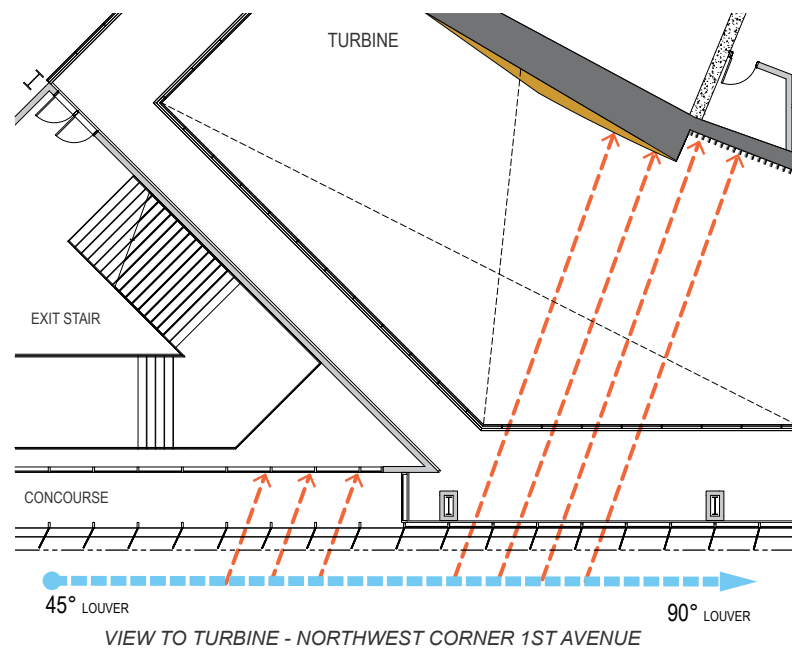 TURBINE
EXIT STAIR
CONCOURSE
45° LOUVER
90° LOUVER
VIEW TO TURBINE - NORTHWEST CORNER 1ST AVENUE